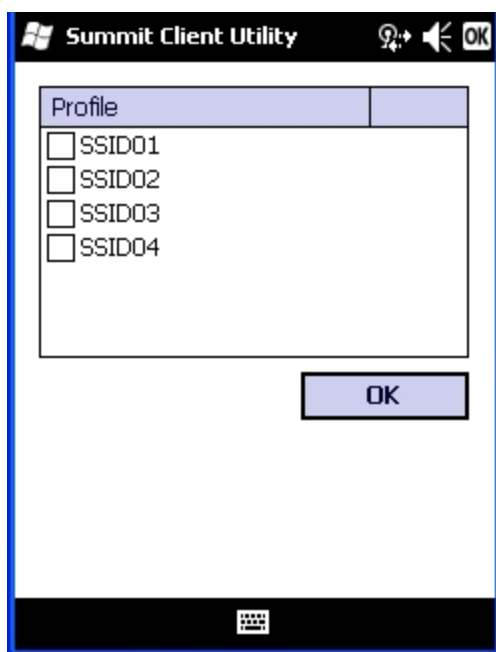 Summit Client Utility OK
Profile
SSID01
SSID02
SSID03
SSID04
OK